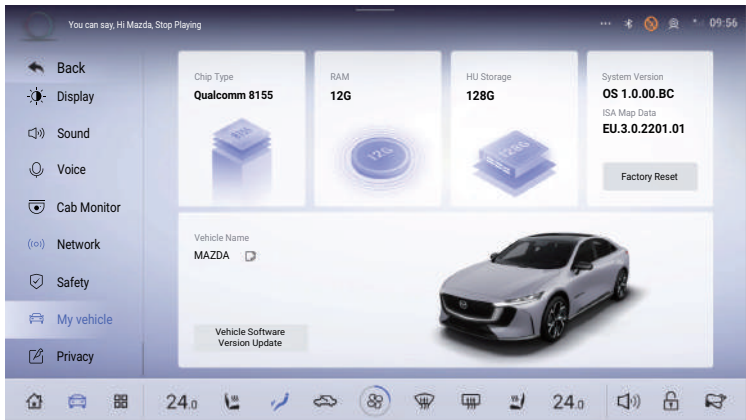 You can say, Hi Mazda, Stop Playing
09:56
Back
Display
Sound
Voice
Cab Monitor
Network
Safety
My vehicle
Privacy
Chip Type
Qualcomm 8155
8155
RAM
12G
12G
HU Storage
128G
128G
System Version
OS 1.0.00.BC
ISA Map Data
EU.3.0.2201.01
Factory Reset
Vehicle Name
MAZDA
Vehicle Software
Version Update
24.0
24.0